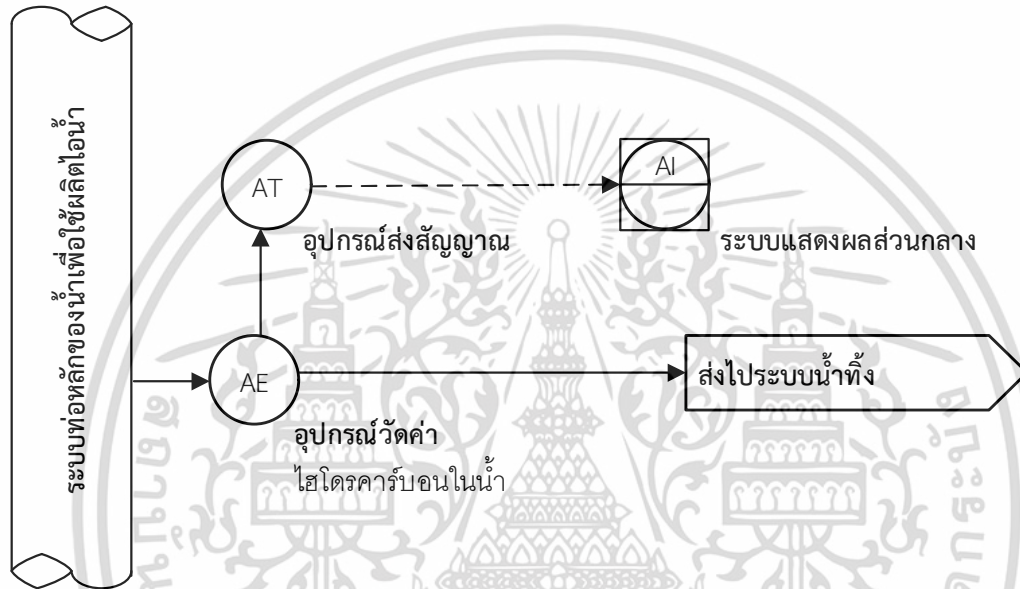 ระบบท่อหลักของน้ำเพื่อใช้ผลิตไอน้ำ
AT
AI
อุปกรณ์ส่งสัญญาณ
ระบบแสดงผลส่วนกลาง
AE
ส่งไประบบน้ำทิ้ง
อุปกรณ์วัดค่า
ไฮโดรคาร์บอนในน้ำ